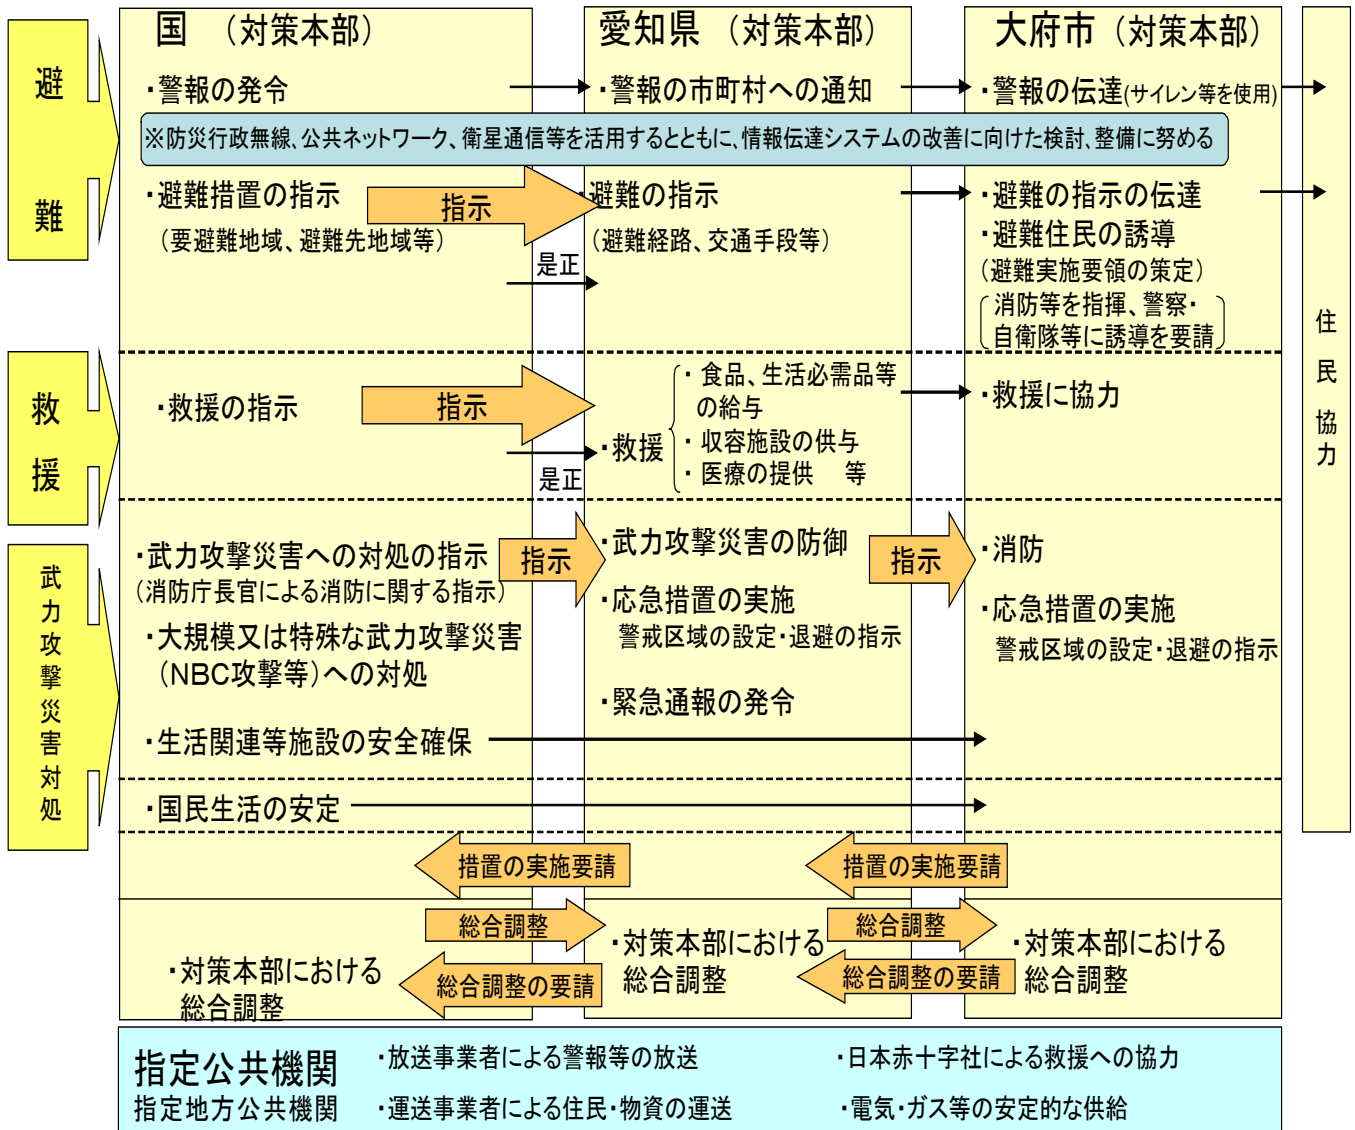 国 （対策本部）
愛知県 （対策本部）
大府市（対策本部）
避難
・警報の発令
・警報の市町村への通知
・警報の伝達(サイレン等を使用)
※防災行政無線、公共ネットワーク、衛星通信等を活用するとともに、情報伝達システムの改善に向けた検討、整備に努める
・避難措置の指示
（要避難地域、避難先地域等）
指示
是正
・避難の指示
（避難経路、交通手段等）
・避難の指示の伝達
・避難住民の誘導
（避難実施要領の策定）
消防等を指揮、警察・
自衛隊等に誘導を要請
住民協力
救援
・救援の指示
指示
是正
・救援
・ 食品、生活必需品等
の給与
・ 収容施設の供与
・ 医療の提供 等
・救援に協力
武力攻撃災害対処
・武力攻撃災害への対処の指示
（消防庁長官による消防に関する指示）
・大規模又は特殊な武力攻撃災害
（NBC攻撃等）への対処
・生活関連等施設の安全確保
指示
・武力攻撃災害の防御
・応急措置の実施
警戒区域の設定・退避の指示
・緊急通報の発令
指示
・消防
・応急措置の実施
警戒区域の設定・退避の指示
・国民生活の安定
措置の実施要請
措置の実施要請
総合調整
総合調整
・対策本部における
総合調整
総合調整の要請
・対策本部における
総合調整
総合調整の要請
・対策本部における
総合調整
指定公共機関
指定地方公共機関
・放送事業者による警報等の放送
・日本赤十字社による救援への協力
・運送事業者による住民・物資の運送
・電気・ガス等の安定的な供給